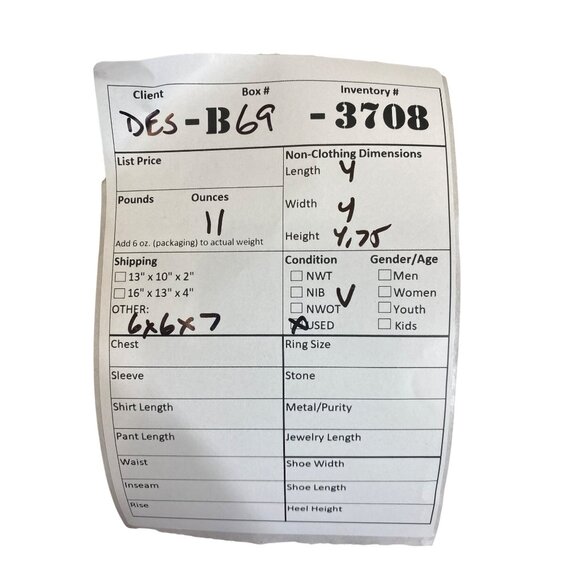 Client Box # Inventory #
DES - B69 - 3708
List Price
Non-Clothing Dimensions
Length 4
Pounds Ounces
11
Add 6 oz. (packaging) to actual weight
Width 4
Height 4.75
Shipping
13" x 10" x 2"
16" x 13" x 4"
OTHER:
6x6x7
Condition Gender/Age
NWT Men
NIB V Women
NWOT Youth
X USED Kids
Chest Ring Size
Sleeve Stone
Shirt Length Metal/Purity
Pant Length Jewelry Length
Waist Shoe Width
Inseam Shoe Length
Rise Heel Height